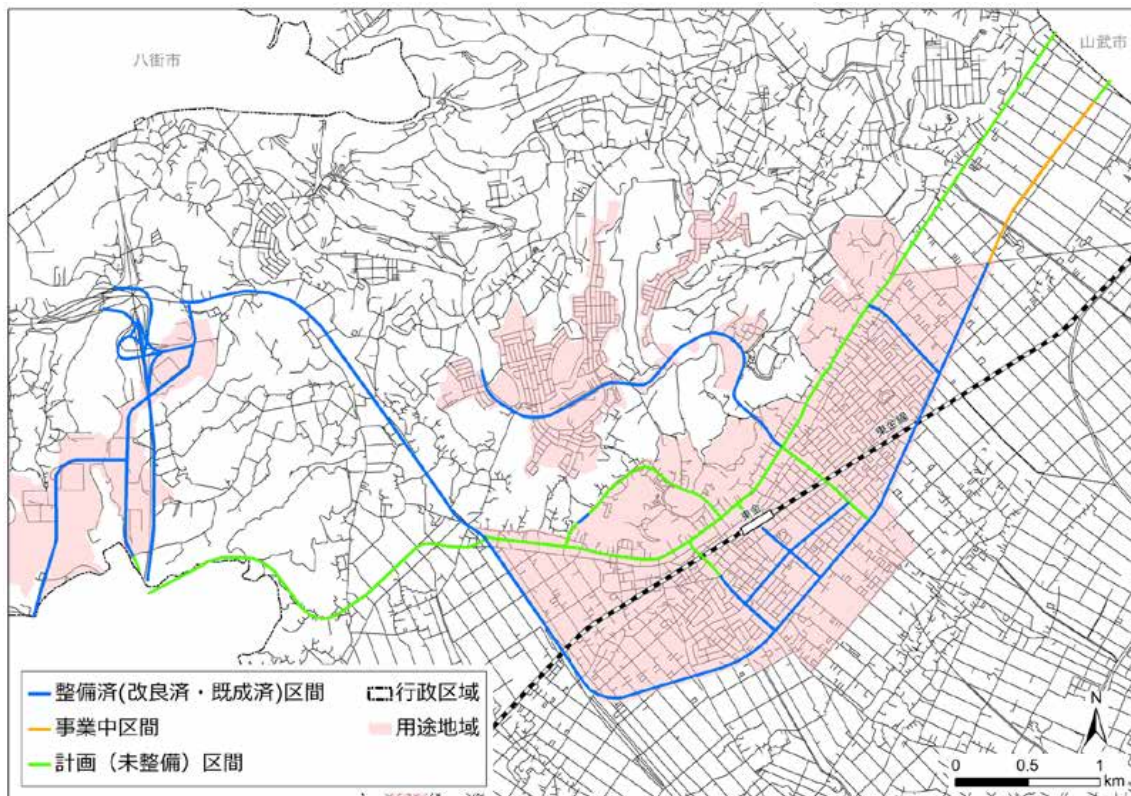 八街市
山武市
東金線
東金
整備済(改良済・既成済)区間
事業中区間
計画（未整備）区間
行政区域
用途地域
N
0 0.5 1
km